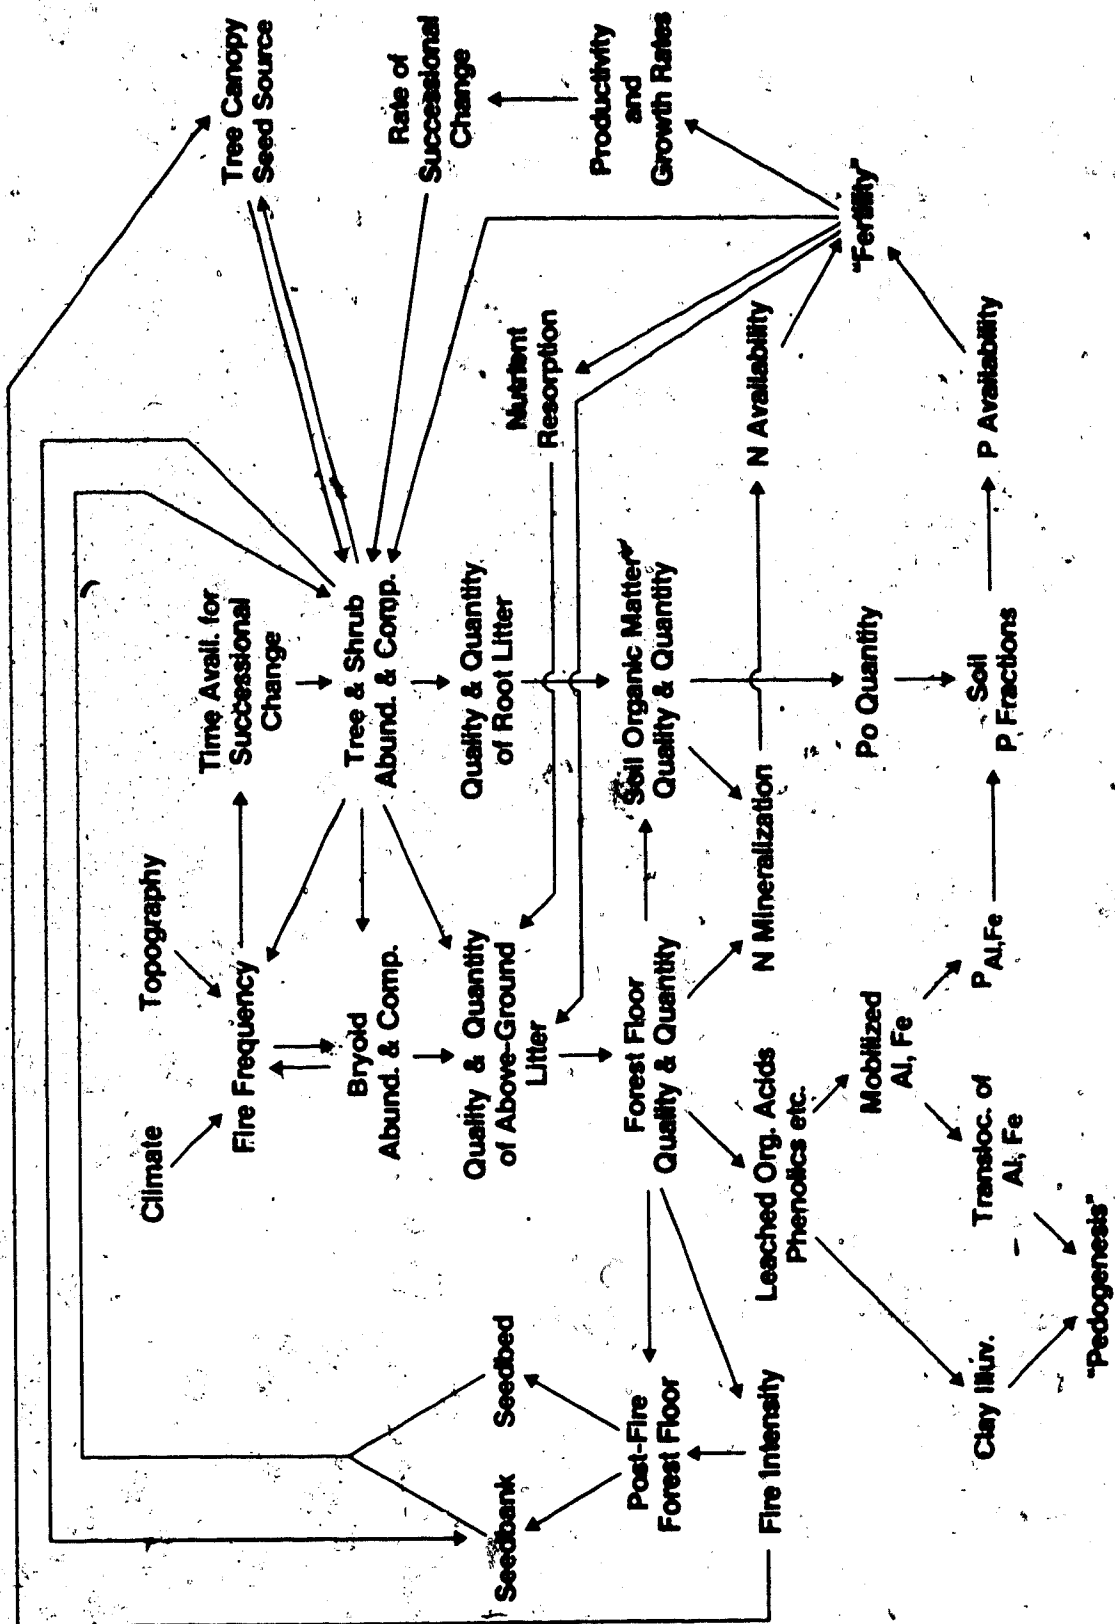 Climate
Topography
Fire Frequency
Time Avail. for
Successional
Change
Tree Canopy
Seed Source
Bryoid
Abund. & Comp.
Tree & Shrub
Abund. & Comp.
Rate of
Successional
Change
Seedbank
Seedbed
Quality & Quantity
of Above-Ground
Litter
Quality & Quantity
of Root Litter
Nutrient
Resorption
Productivity
and
Growth Rates
Post-Fire
Forest Floor
Forest Floor
Quality & Quantity
Soil Organic Matter
Quality & Quantity
Fire Intensity
Leached Org. Acids
Phenolics etc.
N Mineralization
N Availability
Mobilized
Al, Fe
Po Quantity
"Fertility"
Clay Illuv.
Transloc. of
Al, Fe
P Al,Fe
Soil
P Fractions
P Availability
"Pedogenesis"